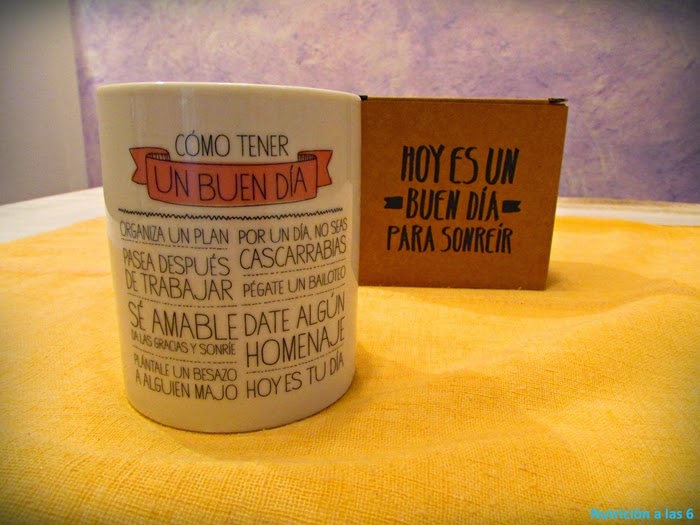 CÓMO TENER
UN BUEN DÍA
ORGANIZA UN PLAN
PASEA DESPUÉS
DE TRABAJAR
SÉ AMABLE
DA LAS GRACIAS Y SONRÍE
PLÁNTALE UN BESAZO
A ALGUIEN MAJO
POR UN DÍA, NO SEAS
CASCARRABIAS
PÉGATE UN BAILOTEO
DATE ALGÚN
HOMENAJE
HOY ES TU DÍA
HOY ES UN
BUEN DÍA
PARA SONREÍR
Nutrición a las 6